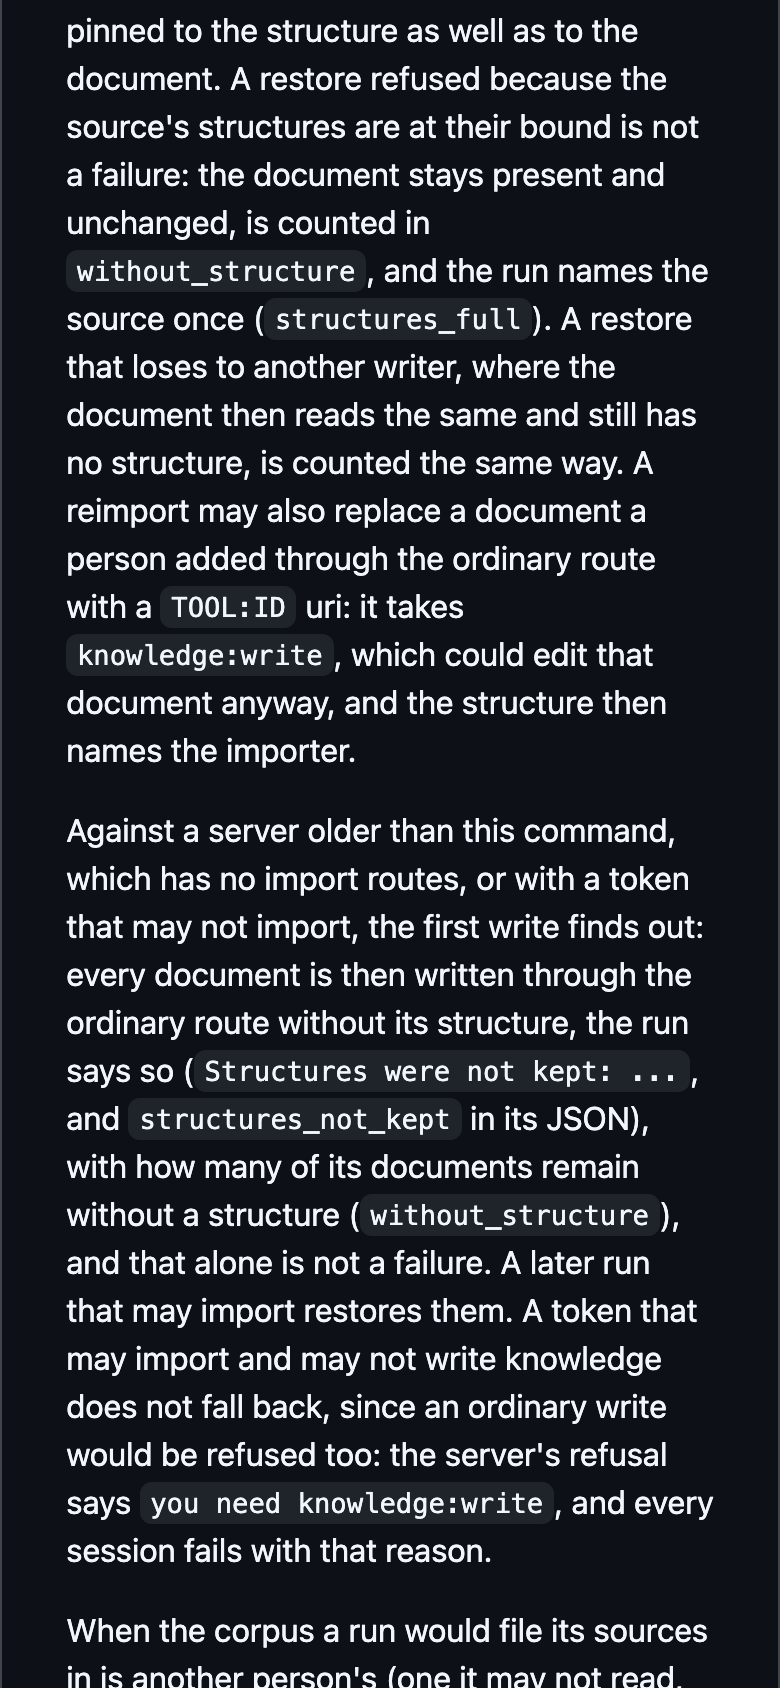 pinned to the structure as well as to the
document. A restore refused because the
source's structures are at their bound is not
a failure: the document stays present and
unchanged, is counted in
without_structure, and the run names the
source once (structures_full). A restore
that loses to another writer, where the
document then reads the same and still has
no structure, is counted the same way. A
reimport may also replace a document a
person added through the ordinary route
with a TOOL:ID uri: it takes
knowledge:write, which could edit that
document anyway, and the structure then
names the importer.
Against a server older than this command,
which has no import routes, or with a token
that may not import, the first write finds out:
every document is then written through the
ordinary route without its structure, the run
says so (Structures were not kept: ...,
and structures_not_kept in its JSON),
with how many of its documents remain
without a structure (without_structure),
and that alone is not a failure. A later run
that may import restores them. A token that
may import and may not write knowledge
does not fall back, since an ordinary write
would be refused too: the server's refusal
says you need knowledge:write, and every
session fails with that reason.
When the corpus a run would file its sources
in is another person's (one it may not read,